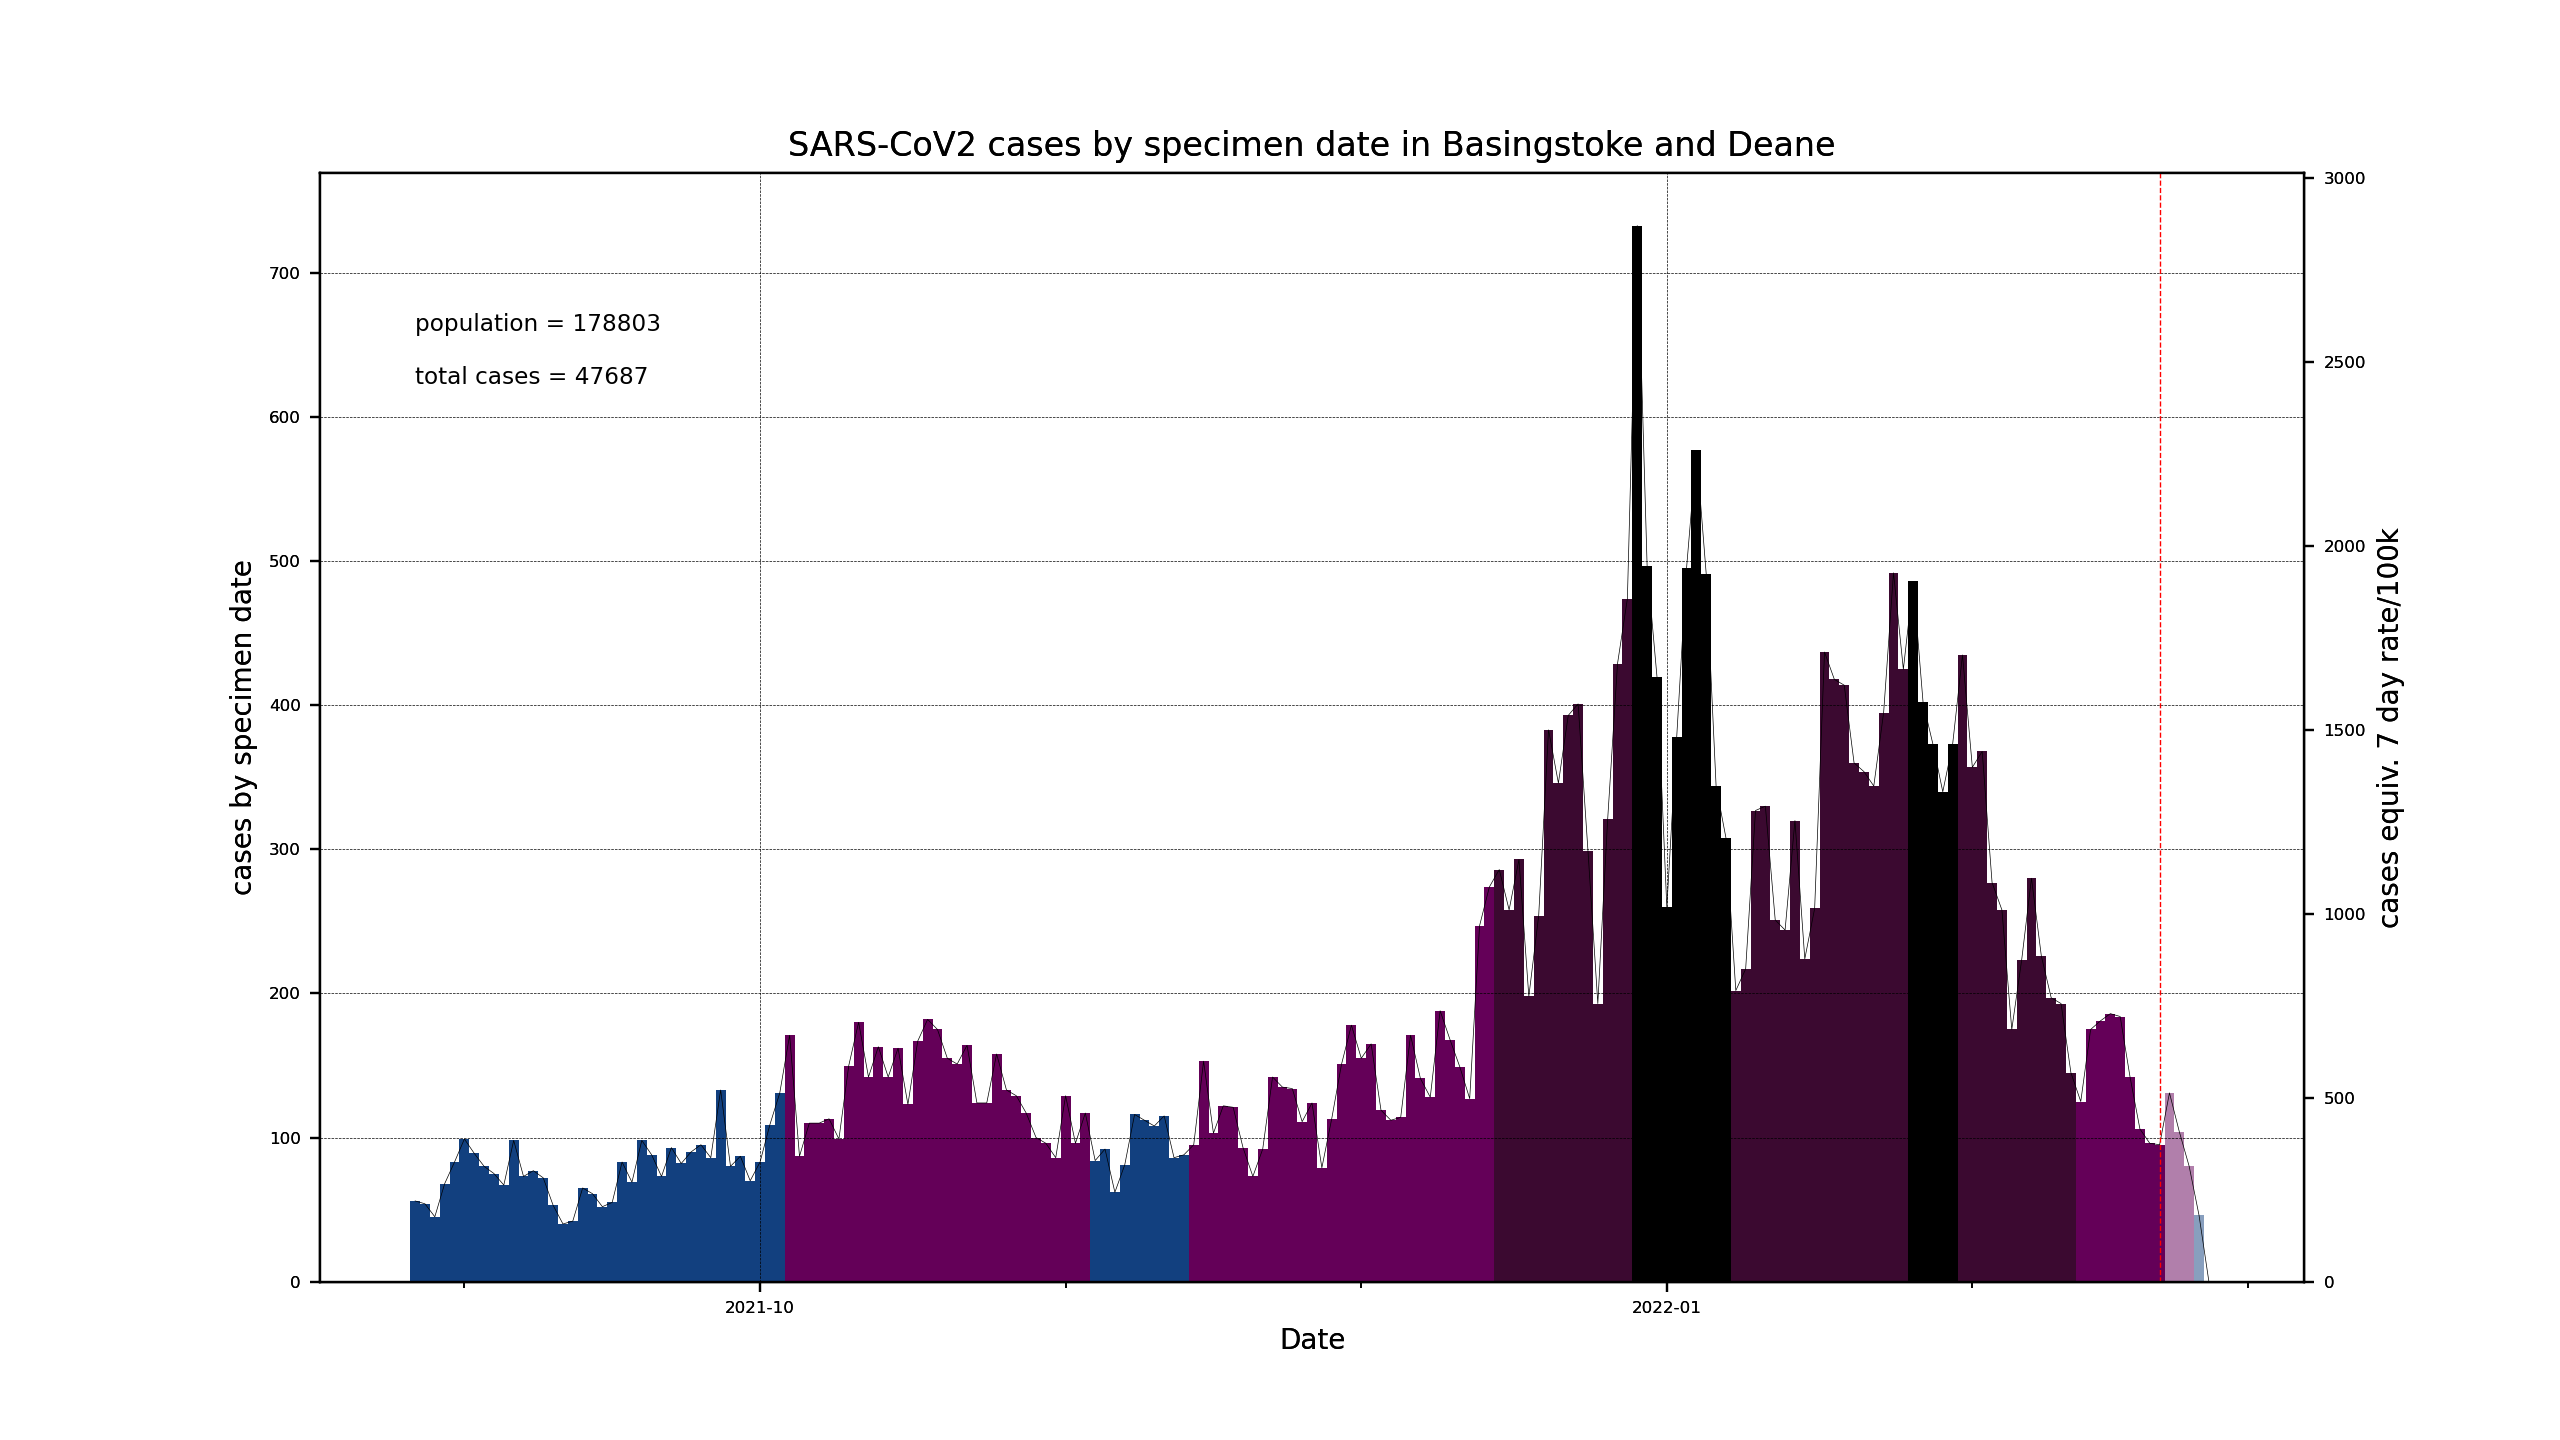 SARS-CoV2 cases by specimen date in Basingstoke and Deane
population = 178803
total cases = 47687
cases by specimen date
700
600
500
400
300
200
100
0
3000
2500
2000
1500
1000
500
0
cases equiv. 7 day rate/100k
2021-10
2022-01
Date